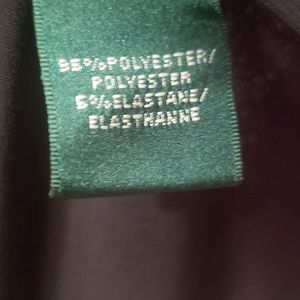 95%POLYESTER/
POLYESTER
5%ELASTANE/
ELASTHANNE